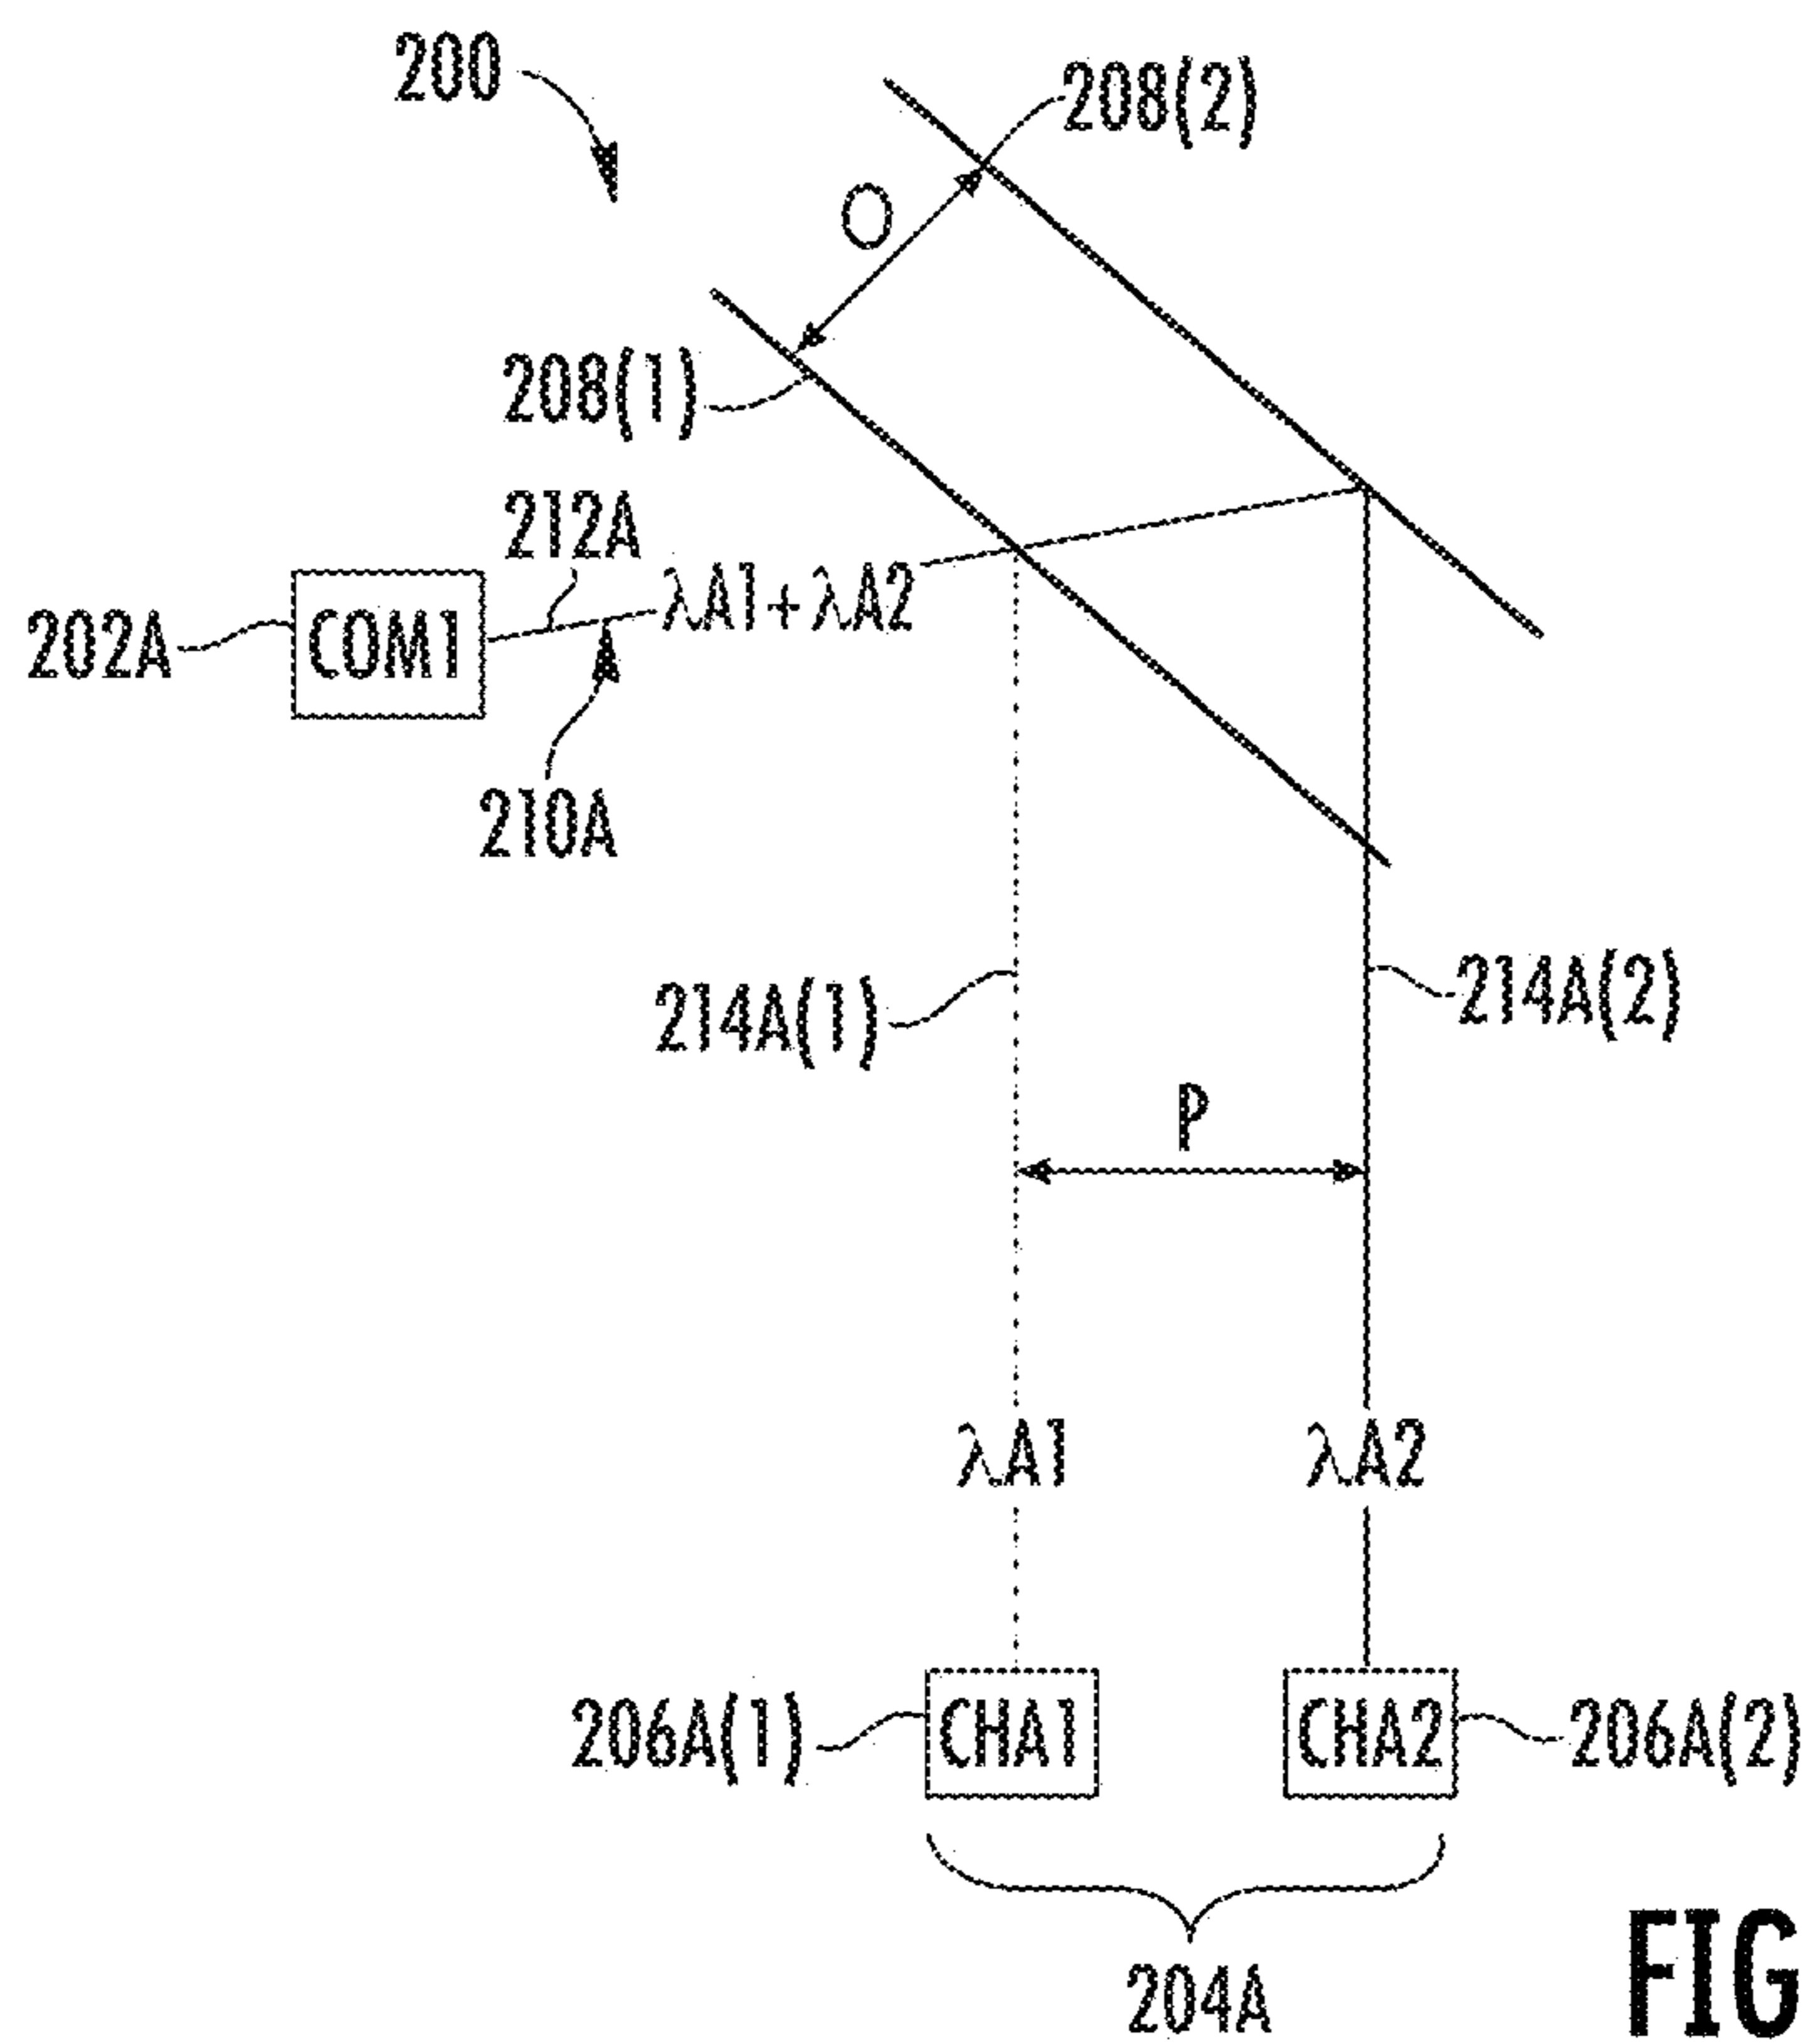 200
208(2)
O
208(1)
212A
202A
COM1
λA1+λA2
210A
214A(1)
214A(2)
P
λA1
λA2
206A(1)
CHA1
CHA2
206A(2)
204A
FIG